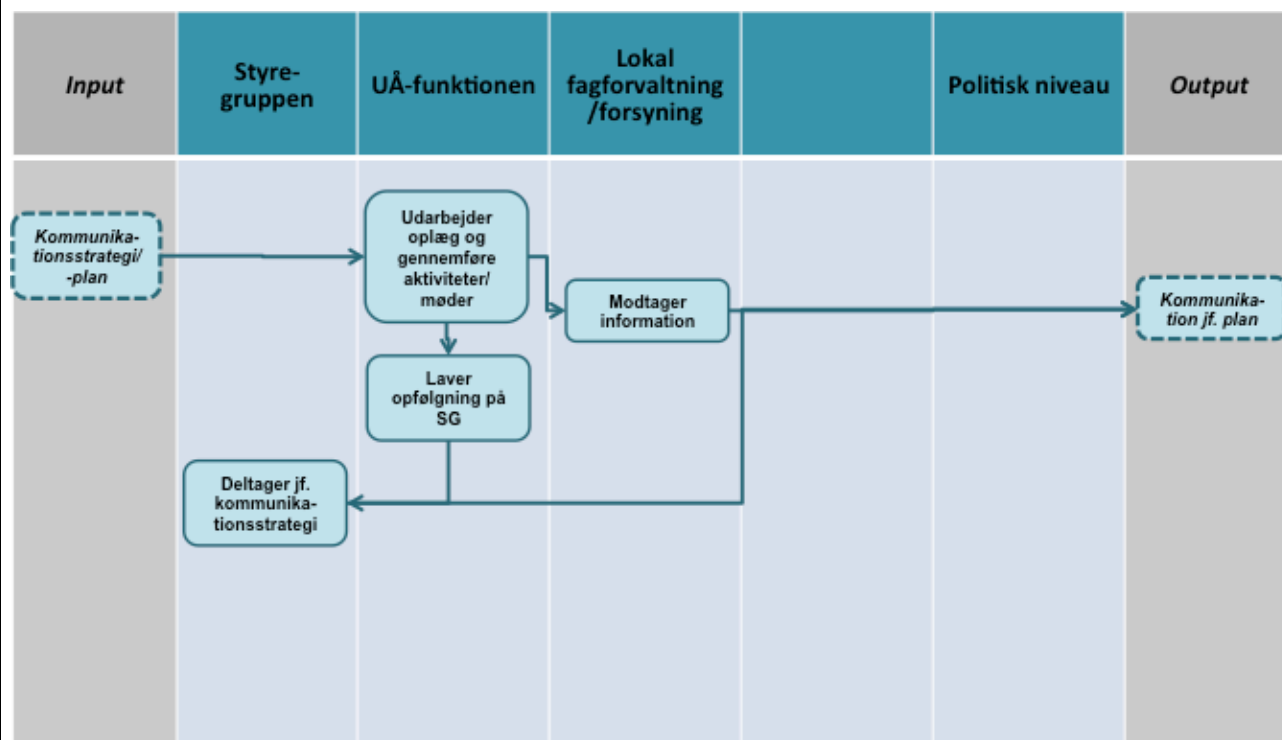 Input
Styre-
gruppen
UÅ-funktionen
Lokal
fagforvaltning
/forsyning
Politisk niveau
Output
Kommunika-
tionsstrategi/
-plan
Udarbejder
oplæg og
gennemføre
aktiviteter/
møder
Modtager
information
Kommunika-
tion jf. plan
Laver
opfølgning på
SG
Deltager jf.
kommunika-
tionsstrategi